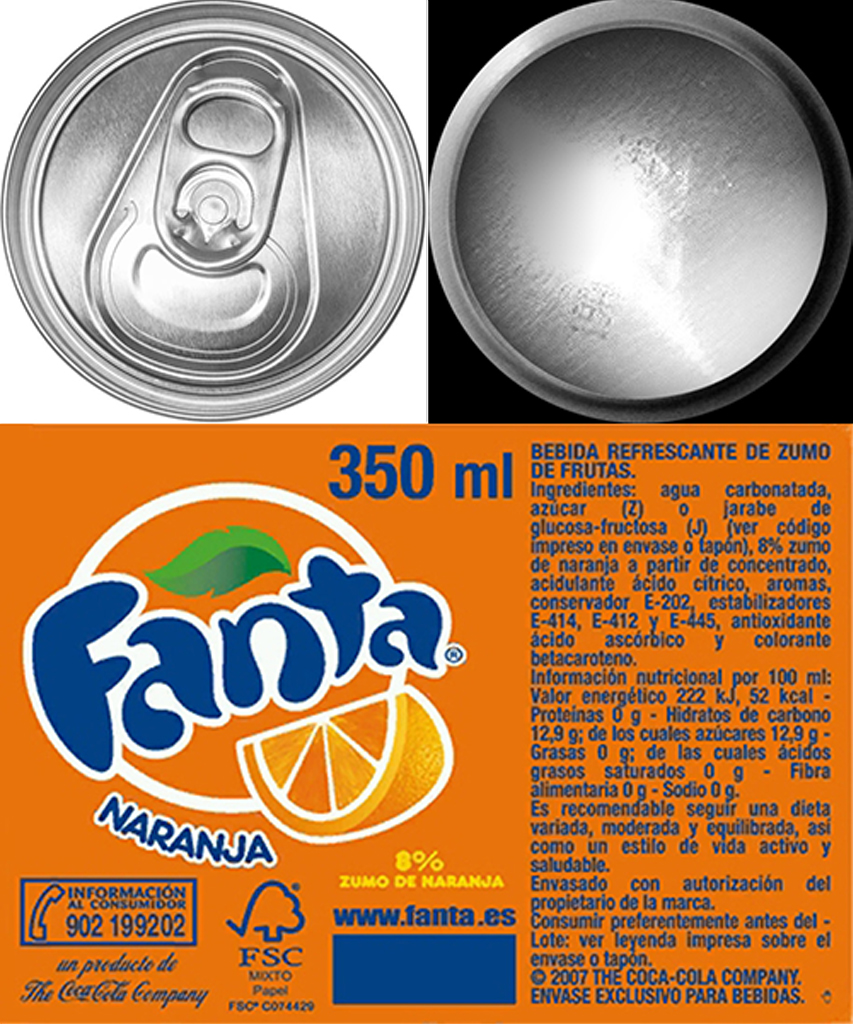 350 ml
Fanta®
NARANJA
8%
ZUMO DE NARANJA
INFORMACIÓN
AL CONSUMIDOR
902 199202
un producto de
The Coca-Cola Company
FSC
MIXTO
Papel
FSC® C074429
www.fanta.es
BEBIDA REFRESCANTE DE ZUMO
DE FRUTAS.
Ingredientes: agua carbonatada,
azúcar (Z) o jarabe de
glucosa-fructosa (J) (ver código
impreso en envase o tapón), 8% zumo
de naranja a partir de concentrado,
acidulante ácido cítrico, aromas,
conservador E-202, estabilizadores
E-414, E-412 y E-445, antioxidante
ácido ascórbico y colorante
betacaroteno.
Información nutricional por 100 ml:
Valor energético 222 kJ, 52 kcal -
Proteínas 0 g - Hidratos de carbono
12,9 g; de los cuales azúcares 12,9 g -
Grasas 0 g; de las cuales ácidos
grasos saturados 0 g - Fibra
alimentaria 0 g - Sodio 0 g.
Es recomendable seguir una dieta
variada, moderada y equilibrada, así
como un estilo de vida activo y
saludable.
Envasado con autorización del
propietario de la marca.
Consumir preferentemente antes del -
Lote: ver leyenda impresa sobre el
envase o tapón.
© 2007 THE COCA-COLA COMPANY.
ENVASE EXCLUSIVO PARA BEBIDAS.